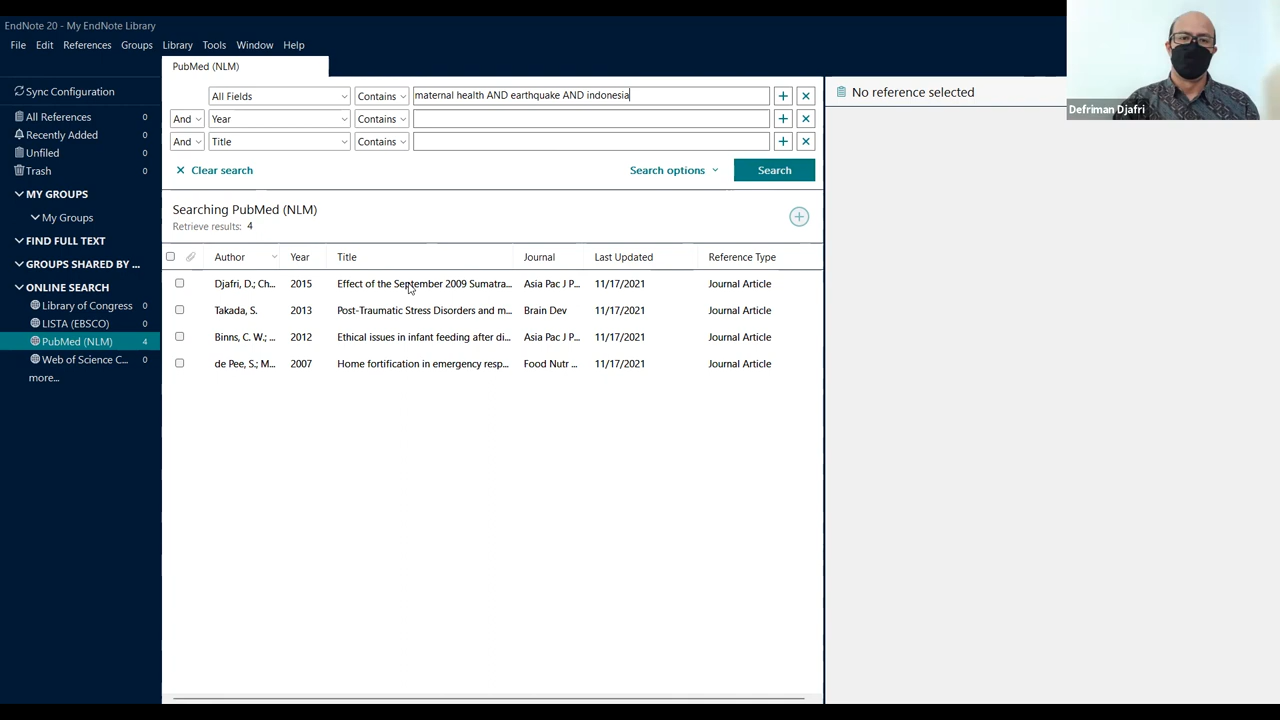 EndNote 20 - My EndNote Library
File Edit References Groups Library Tools Window Help
Sync Configuration
All References 0
Recently Added 0
Unfiled 0
Trash 0
MY GROUPS
My Groups
FIND FULL TEXT
GROUPS SHARED BY ...
ONLINE SEARCH
Library of Congress 0
LISTA (EBSCO) 0
PubMed (NLM) 4
Web of Science C... 0
more...
PubMed (NLM)
All Fields Contains maternal health AND earthquake AND indonesia
And Year Contains
And Title Contains
Clear search Search options Search
Searching PubMed (NLM)
Retrieve results: 4
Author Year Title Journal Last Updated Reference Type
Djafri, D.; Ch... 2015 Effect of the September 2009 Sumatra... Asia Pac J P... 11/17/2021 Journal Article
Takada, S. 2013 Post-Traumatic Stress Disorders and m... Brain Dev 11/17/2021 Journal Article
Binns, C. W.; ... 2012 Ethical issues in infant feeding after di... Asia Pac J P... 11/17/2021 Journal Article
de Pee, S.; M... 2007 Home fortification in emergency resp... Food Nutr ... 11/17/2021 Journal Article
No reference selected
Defriman Djafri